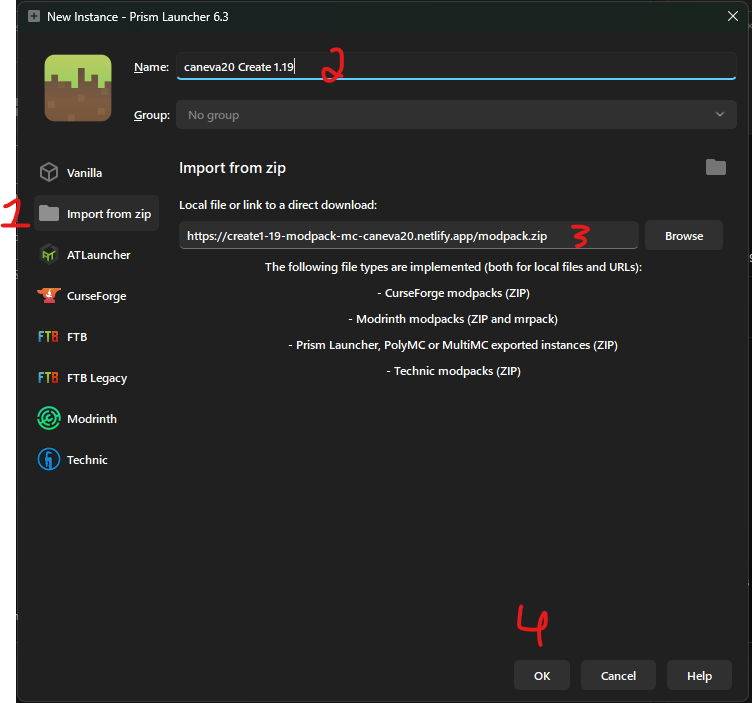 New Instance - Prism Launcher 6.3
Name: caneva20 Create 1.19 2
Group: No group
Vanilla
1 Import from zip
ATLauncher
CurseForge
FTB FTB
FTB FTB Legacy
Modrinth
Technic
Import from zip
Local file or link to a direct download:
https://create1-19-modpack-mc-caneva20.netlify.app/modpack.zip 3 Browse
The following file types are implemented (both for local files and URLs):
- CurseForge modpacks (ZIP)
- Modrinth modpacks (ZIP and mrpack)
- Prism Launcher, PolyMC or MultiMC exported instances (ZIP)
- Technic modpacks (ZIP)
4
OK Cancel Help